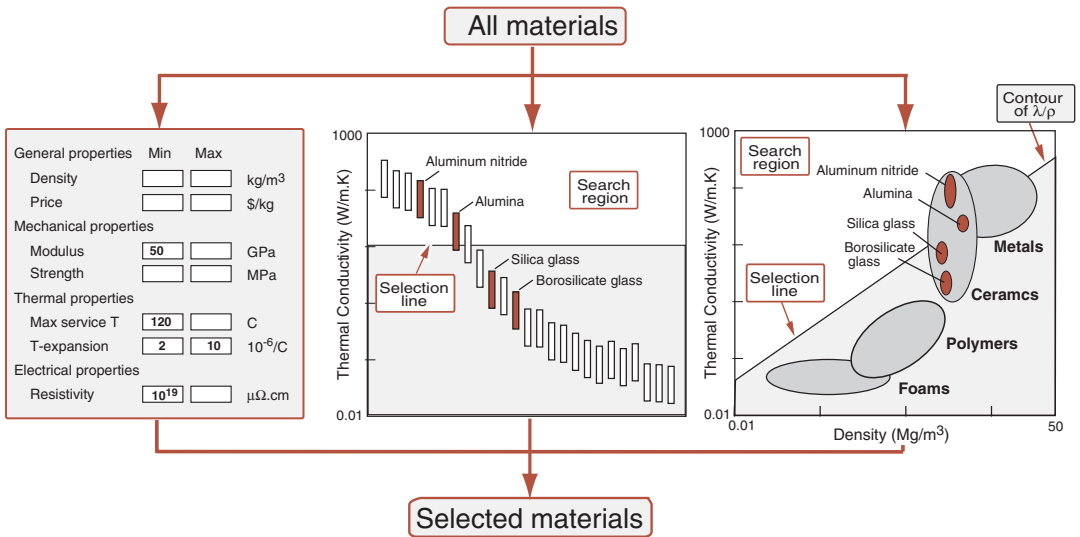 All materials
General properties Min Max
Density kg/m³
Price $/kg
Mechanical properties
Modulus 50 GPa
Strength MPa
Thermal properties
Max service T 120 C
T-expansion 2 10 10⁻⁶/C
Electrical properties
Resistivity 10¹⁹ μΩ.cm
1000
Thermal Conductivity (W/m.K)
0.01
Aluminum nitride
Alumina
Search
region
Silica glass
Borosilicate glass
Selection
line
Contour
of λ/ρ
1000
Thermal Conductivity (W/m.K)
0.01
Search
region
Aluminum nitride
Alumina
Silica glass
Borosilicate
glass
Selection
line
Metals
Ceramcs
Polymers
Foams
0.01
50
Density (Mg/m³)
Selected materials